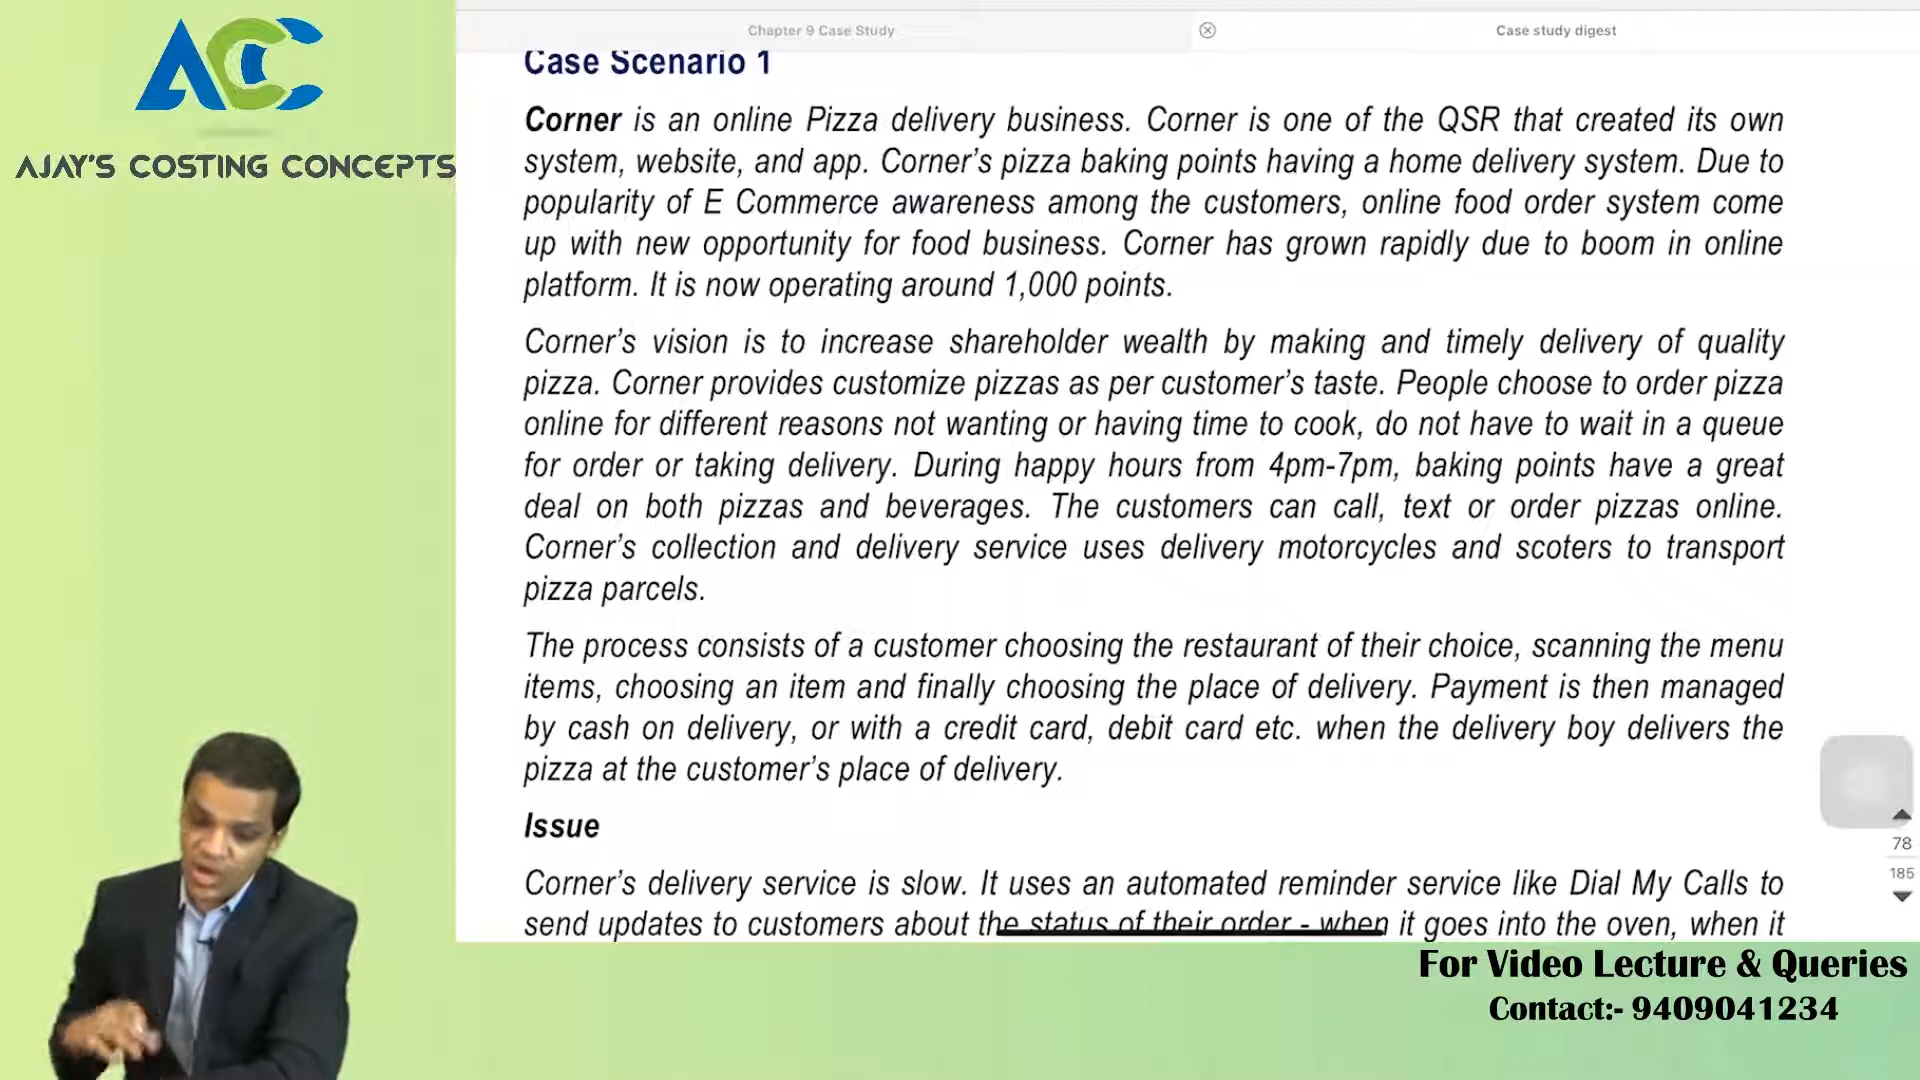 ACC
AJAY'S COSTING CONCEPTS
Chapter 9 Case Study
Case study digest
Case Scenario 1
Corner is an online Pizza delivery business. Corner is one of the QSR that created its own
system, website, and app. Corner's pizza baking points having a home delivery system. Due to
popularity of E Commerce awareness among the customers, online food order system come
up with new opportunity for food business. Corner has grown rapidly due to boom in online
platform. It is now operating around 1,000 points.
Corner's vision is to increase shareholder wealth by making and timely delivery of quality
pizza. Corner provides customize pizzas as per customer's taste. People choose to order pizza
online for different reasons not wanting or having time to cook, do not have to wait in a queue
for order or taking delivery. During happy hours from 4pm-7pm, baking points have a great
deal on both pizzas and beverages. The customers can call, text or order pizzas online.
Corner's collection and delivery service uses delivery motorcycles and scoters to transport
pizza parcels.
The process consists of a customer choosing the restaurant of their choice, scanning the menu
items, choosing an item and finally choosing the place of delivery. Payment is then managed
by cash on delivery, or with a credit card, debit card etc. when the delivery boy delivers the
pizza at the customer's place of delivery.
Issue
Corner's delivery service is slow. It uses an automated reminder service like Dial My Calls to
send updates to customers about the status of their order - when it goes into the oven, when it
78
185
For Video Lecture & Queries
Contact:- 9409041234